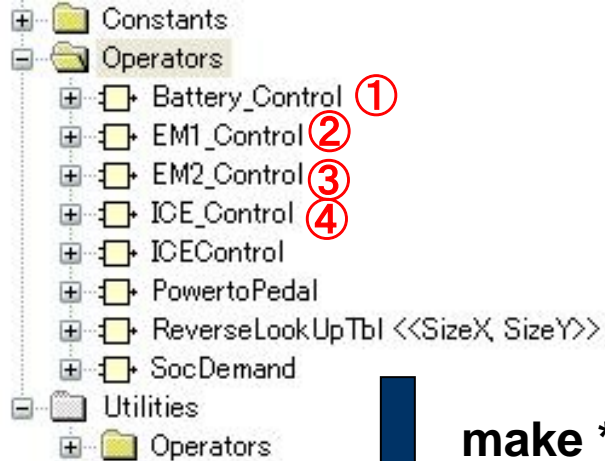 Constants
Operators
Battery_Control ①
EM1_Control ②
EM2_Control ③
ICE_Control ④
ICEControl
PowertoPedal
ReverseLookUpTbl <<SizeX, SizeY>>
SocDemand
Utilities
Operators
make *